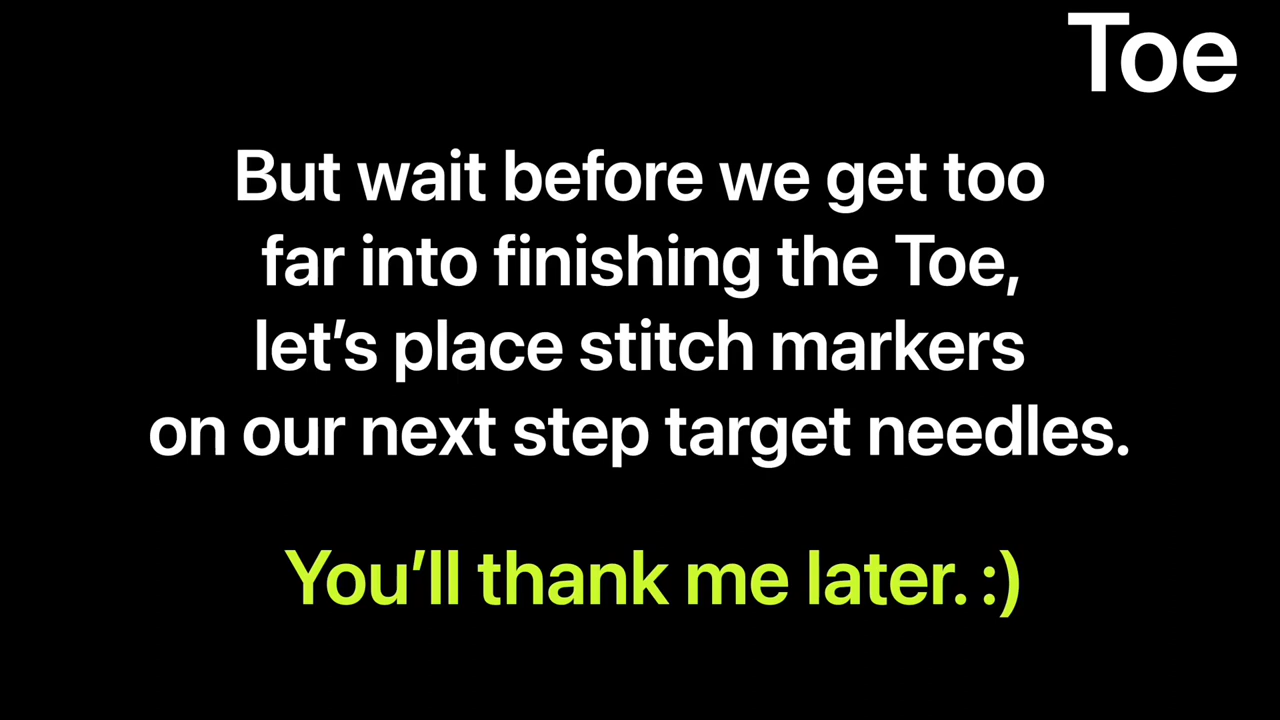 Toe
But wait before we get too
far into finishing the Toe,
let’s place stitch markers
on our next step target needles.
You’ll thank me later. :)